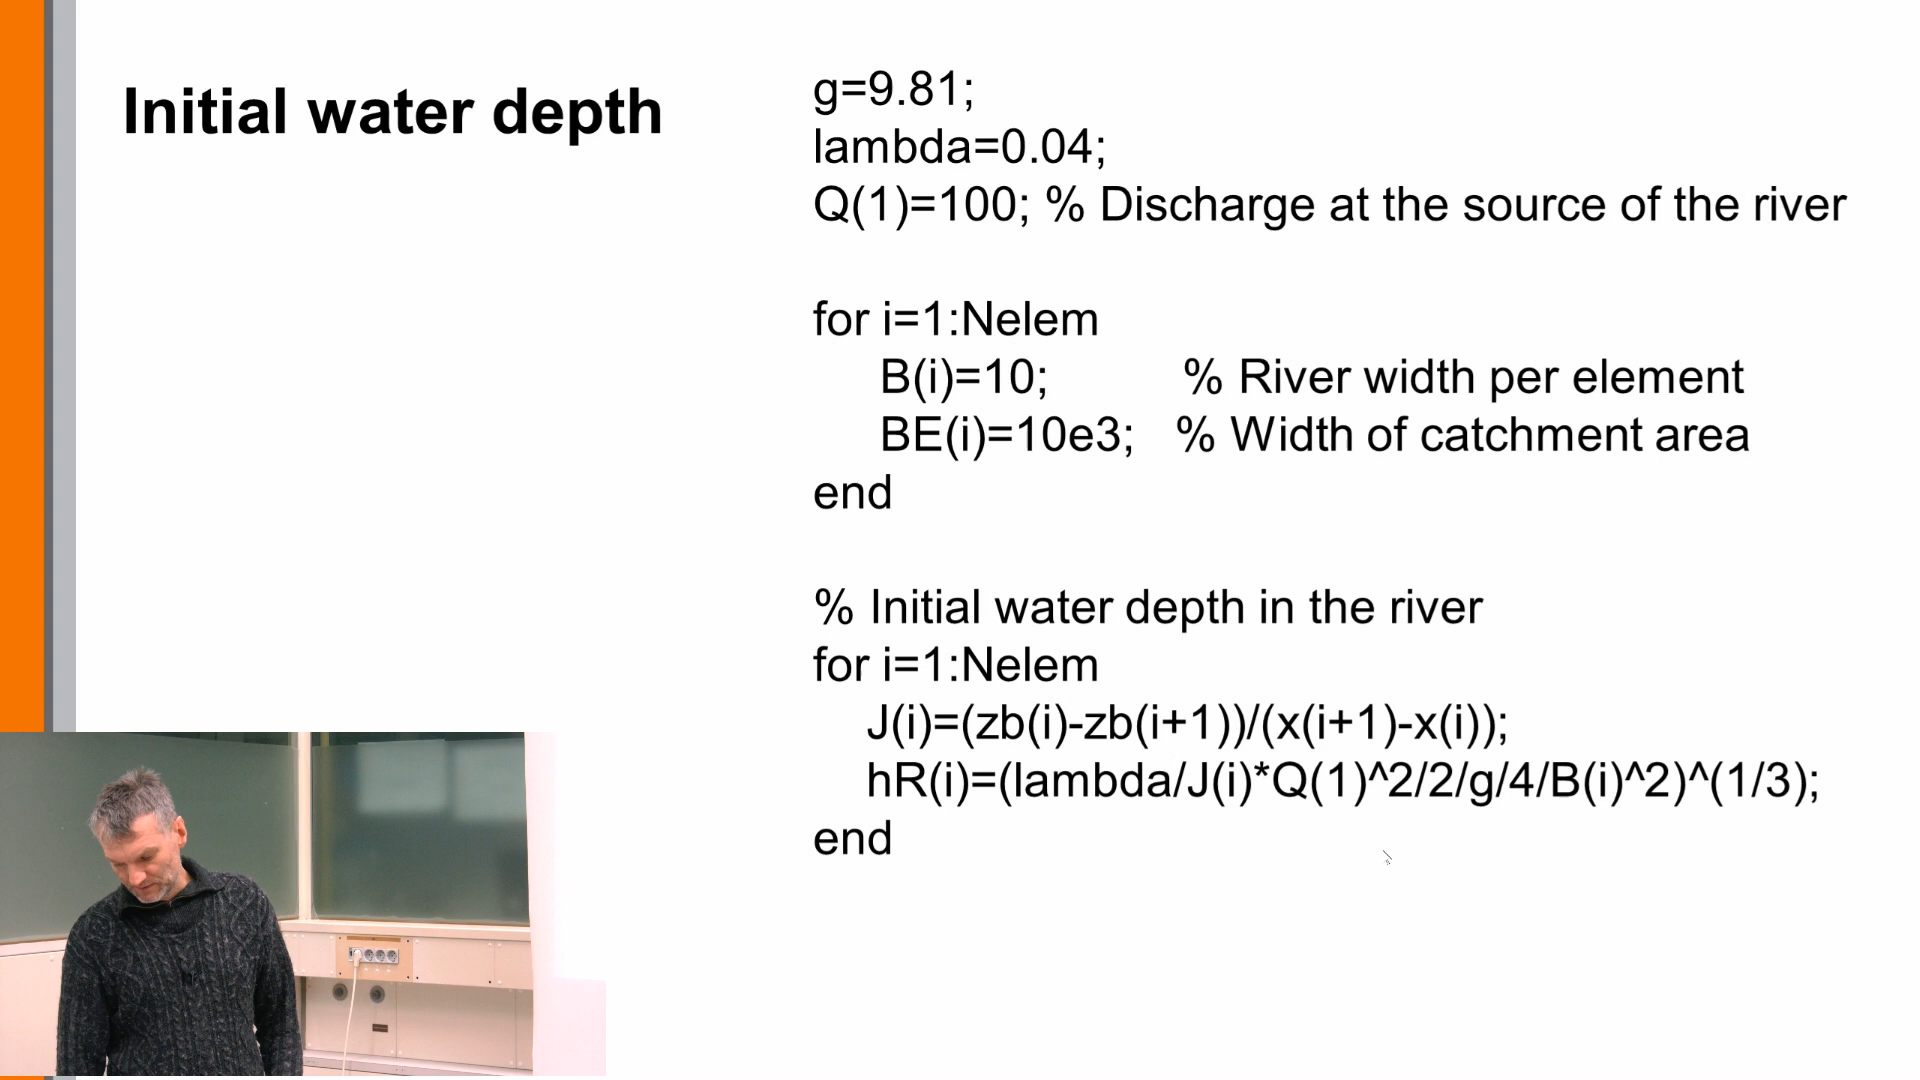 Initial water depth
g=9.81;
lambda=0.04;
Q(1)=100; % Discharge at the source of the river
for i=1:Nelem
B(i)=10; % River width per element
BE(i)=10e3; % Width of catchment area
end
% Initial water depth in the river
for i=1:Nelem
J(i)=(zb(i)-zb(i+1))/(x(i+1)-x(i));
hR(i)=(lambda/J(i)*Q(1)^2/2/g/4/B(i)^2)^(1/3);
end